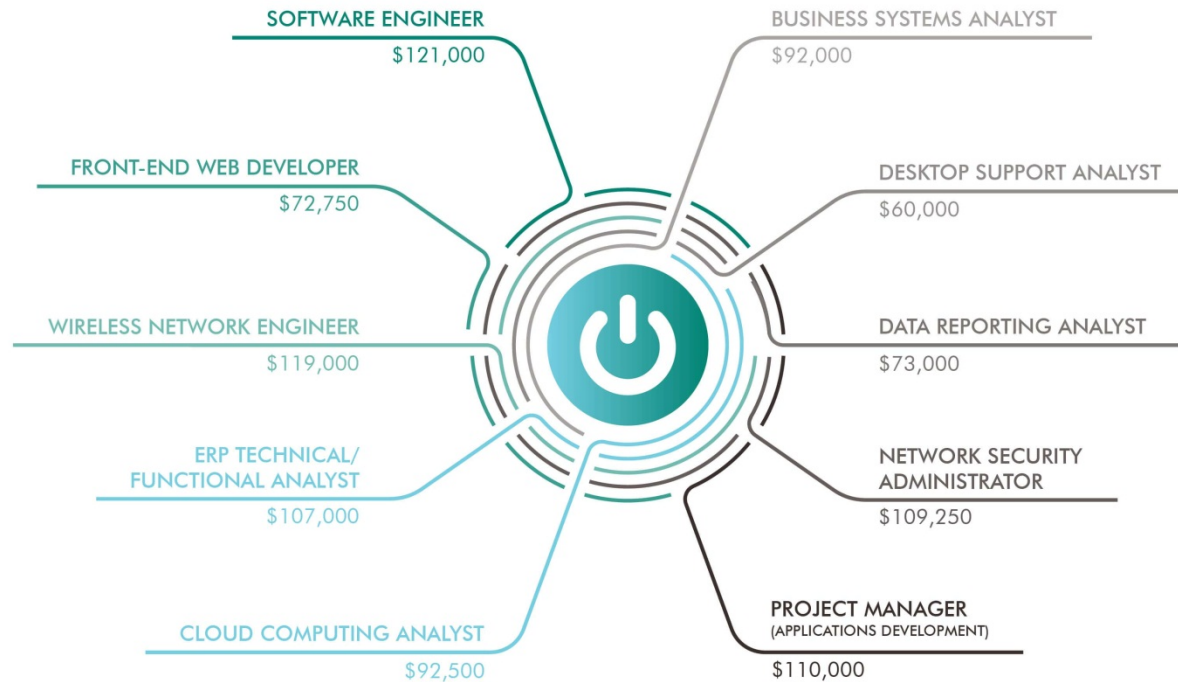 SOFTWARE ENGINEER
$121,000
BUSINESS SYSTEMS ANALYST
$92,000
FRONT-END WEB DEVELOPER
$72,750
DESKTOP SUPPORT ANALYST
$60,000
WIRELESS NETWORK ENGINEER
$119,000
DATA REPORTING ANALYST
$73,000
ERP TECHNICAL/
FUNCTIONAL ANALYST
$107,000
NETWORK SECURITY
ADMINISTRATOR
$109,250
CLOUD COMPUTING ANALYST
$92,500
PROJECT MANAGER
(APPLICATIONS DEVELOPMENT)
$110,000